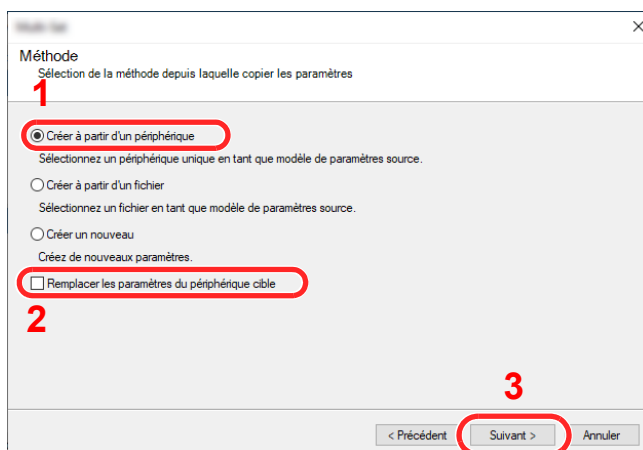 Méthode
Sélection de la méthode depuis laquelle copier les paramètres
1
Créer à partir d'un périphérique
Sélectionnez un périphérique unique en tant que modèle de paramètres source.
Créer à partir d'un fichier
Sélectionnez un fichier en tant que modèle de paramètres source.
Créer un nouveau
Créez de nouveaux paramètres.
Remplacer les paramètres du périphérique cible
2
3
< Précédent Suivant > Annuler